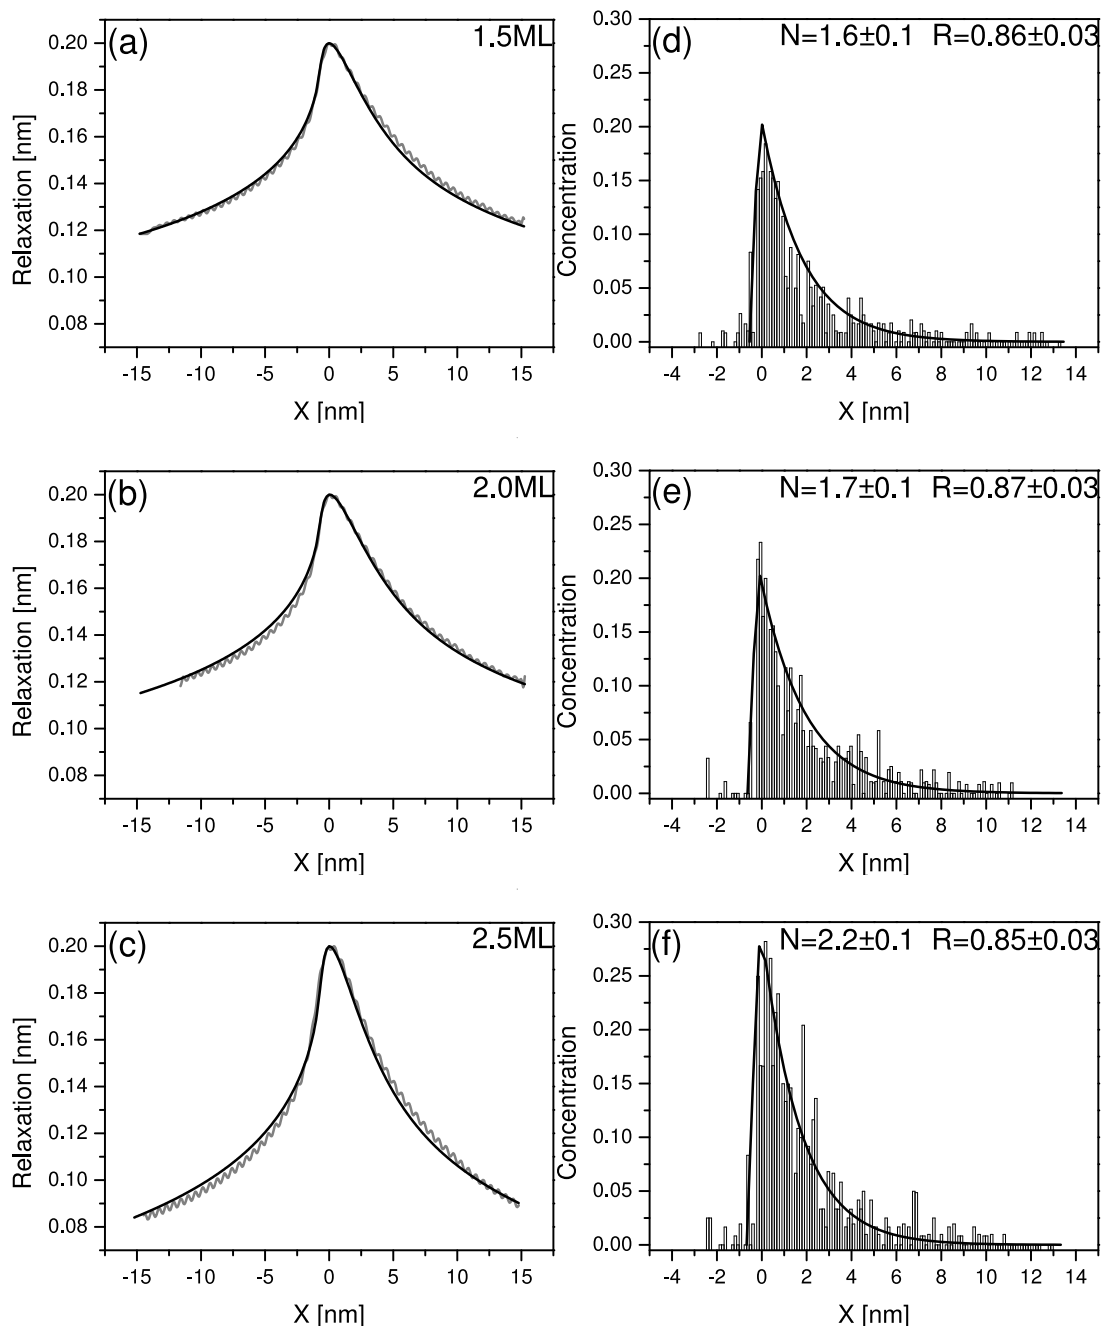 (a) 1.5ML
0.20
0.18
0.16
0.14
0.12
0.10
0.08
Relaxation [nm]
-15 -10 -5 0 5 10 15
X [nm]
(d) N=1.6±0.1 R=0.86±0.03
0.30
0.25
0.20
0.15
0.10
0.05
0.00
Concentration
-4 -2 0 2 4 6 8 10 12 14
X [nm]
(b) 2.0ML
0.20
0.18
0.16
0.14
0.12
0.10
0.08
Relaxation [nm]
-15 -10 -5 0 5 10 15
X [nm]
(e) N=1.7±0.1 R=0.87±0.03
0.30
0.25
0.20
0.15
0.10
0.05
0.00
Concentration
-4 -2 0 2 4 6 8 10 12 14
X [nm]
(c) 2.5ML
0.20
0.18
0.16
0.14
0.12
0.10
0.08
Relaxation [nm]
-15 -10 -5 0 5 10 15
X [nm]
(f) N=2.2±0.1 R=0.85±0.03
0.30
0.25
0.20
0.15
0.10
0.05
0.00
Concentration
-4 -2 0 2 4 6 8 10 12 14
X [nm]